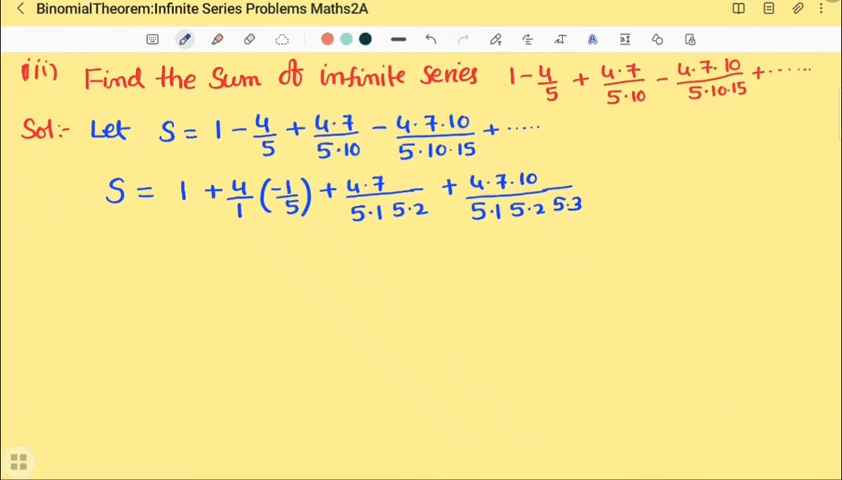 BinomialTheorem:Infinite Series Problems Maths2A
iii) Find the Sum of infinite series 1 - 4/5 + 4·7/5·10 - 4·7·10/5·10·15 + ......
Sol:- Let S = 1 - 4/5 + 4·7/5·10 - 4·7·10/5·10·15 + .....
S = 1 + 4/1 (-1/5) + 4·7/5·1 5·2 + 4·7·10/5·1 5·2 5·3